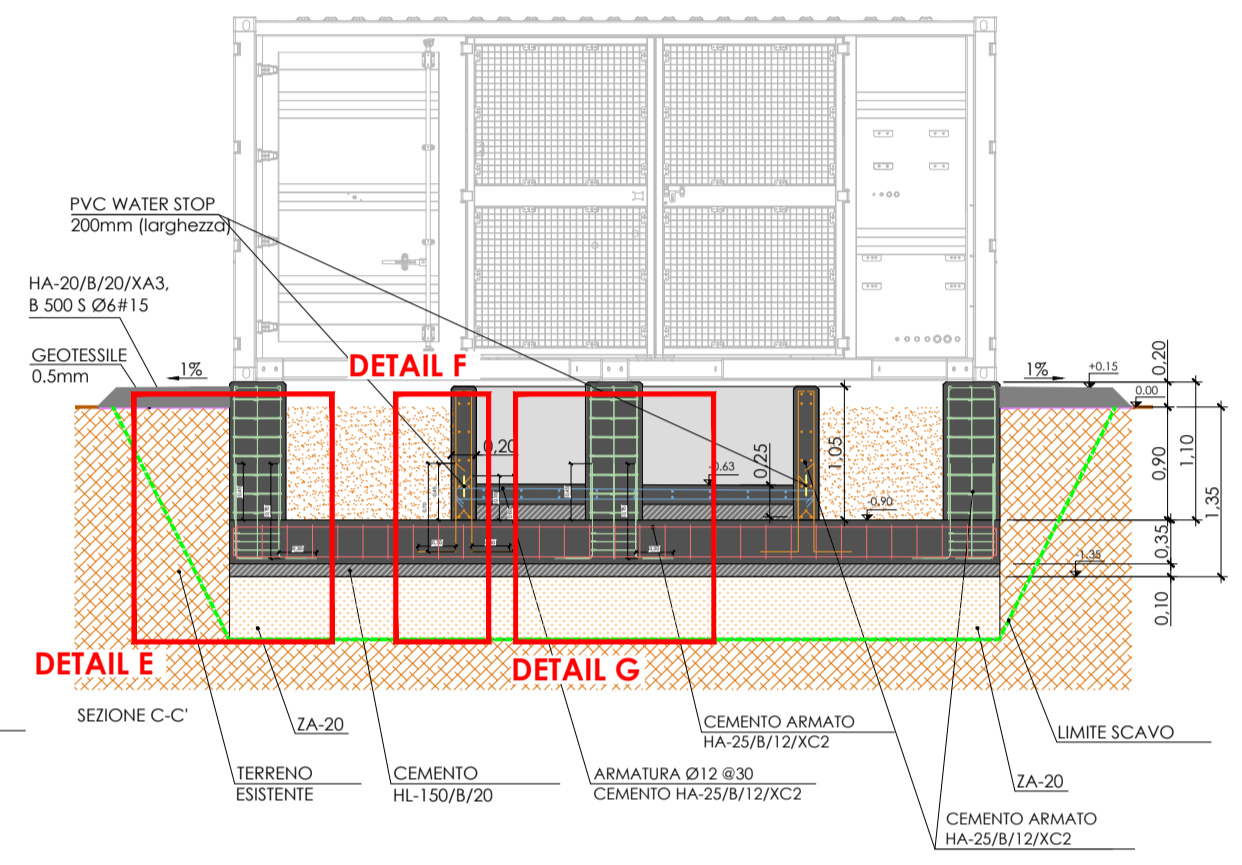 PVC WATER STOP
200mm (larghezza)
HA-20/B/20/XA3,
B 500 S Ø6#15
GEOTESSILE
0.5mm
1%
DETAIL F
1%
+0.15
0.00
0,20
0,90
1,10
1,35
0,35
0,10
0,20
-0.63
0,25
1,05
-0,90
-1.35
DETAIL E
DETAIL G
SEZIONE C-C'
ZA-20
TERRENO
ESISTENTE
CEMENTO
HL-150/B/20
ARMATURA Ø12 @30
CEMENTO HA-25/B/12/XC2
CEMENTO ARMATO
HA-25/B/12/XC2
LIMITE SCAVO
ZA-20
CEMENTO ARMATO
HA-25/B/12/XC2